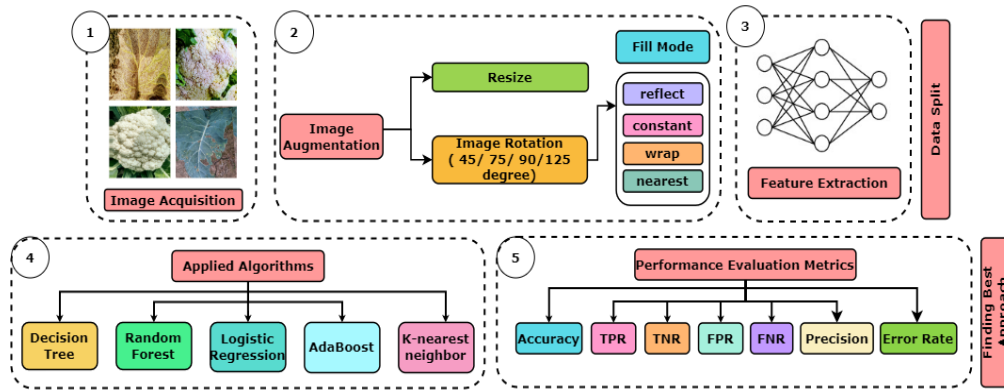 1
Image Acquisition
2
Image
Augmentation
Resize
Image Rotation
( 45/ 75/ 90/125
degree)
Fill Mode
reflect
constant
wrap
nearest
3
Feature Extraction
Data Split
4
Applied Algorithms
Decision
Tree
Random
Forest
Logistic
Regression
AdaBoost
K-nearest
neighbor
5
Performance Evaluation Metrics
Accuracy
TPR
TNR
FPR
FNR
Precision
Error Rate
Finding Best
Approach